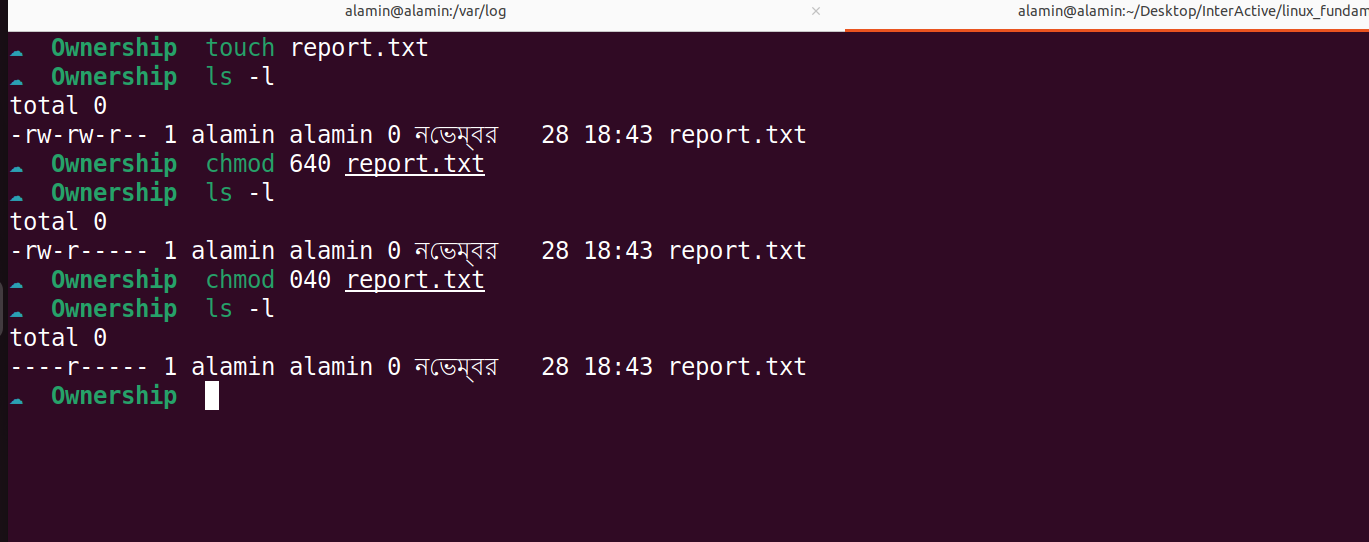 alamin@alamin:/var/log
alamin@alamin:~/Desktop/InterActive/linux_fundam
Ownership touch report.txt
Ownership ls -l
total 0
-rw-rw-r-- 1 alamin alamin 0 নভেম্বর 28 18:43 report.txt
Ownership chmod 640 report.txt
Ownership ls -l
total 0
-rw-r----- 1 alamin alamin 0 নভেম্বর 28 18:43 report.txt
Ownership chmod 040 report.txt
Ownership ls -l
total 0
----r----- 1 alamin alamin 0 নভেম্বর 28 18:43 report.txt
Ownership